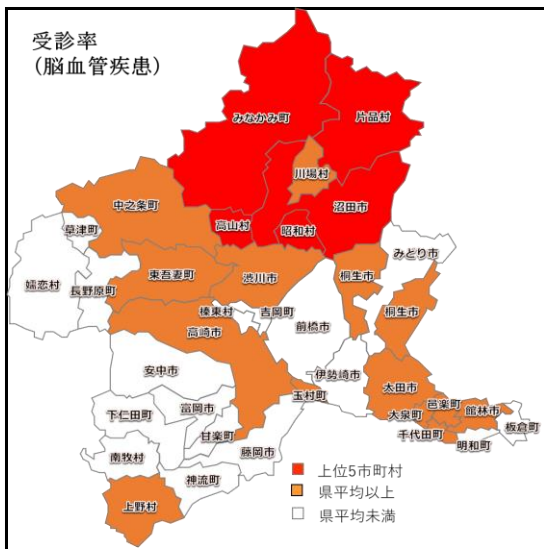 受診率
(脳血管疾患)
みなかみ町
片品村
川場村
中之条町
沼田市
高山村
昭和村
草津町
みどり市
嬬恋村
長野原町
東吾妻町
渋川市
桐生市
榛東村
吉岡町
桐生市
高崎市
前橋市
安中市
伊勢崎市
太田市
玉村町
邑楽町
大泉町
館林市
富岡市
下仁田町
千代田町
板倉町
甘楽町
明和町
藤岡市
南牧村
神流町
上野村
上位5市町村
県平均以上
県平均未満